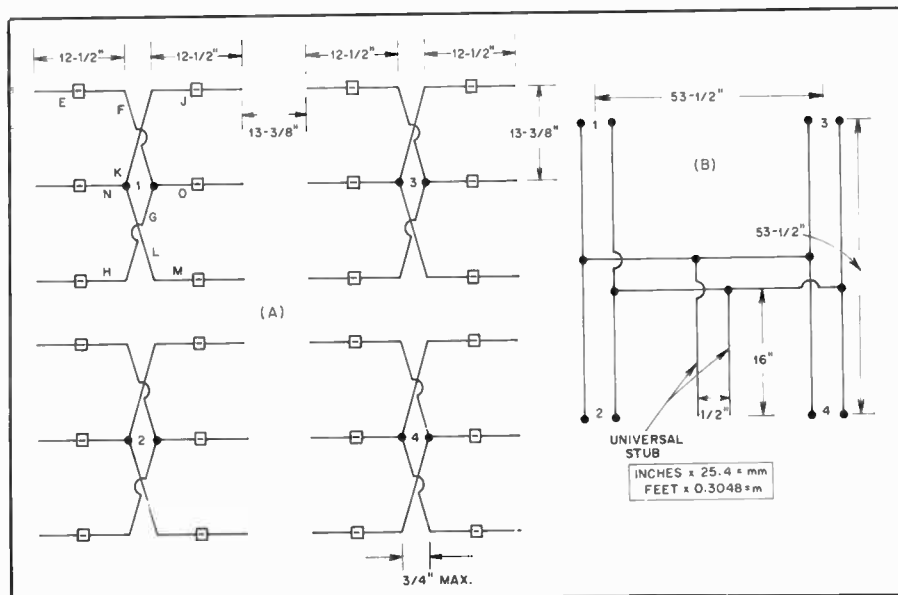 12-1/2" 12-1/2" 12-1/2" 12-1/2"
E F J
13-3/8" 13-3/8"
K
N 1 O 3
G
L
H M
(A)
2 4
3/4" MAX.
53-1/2"
1 3
(B)
53-1/2"
16"
2 1/2" 4
UNIVERSAL
STUB
INCHES x 25.4 = mm
FEET x 0.3048 = m